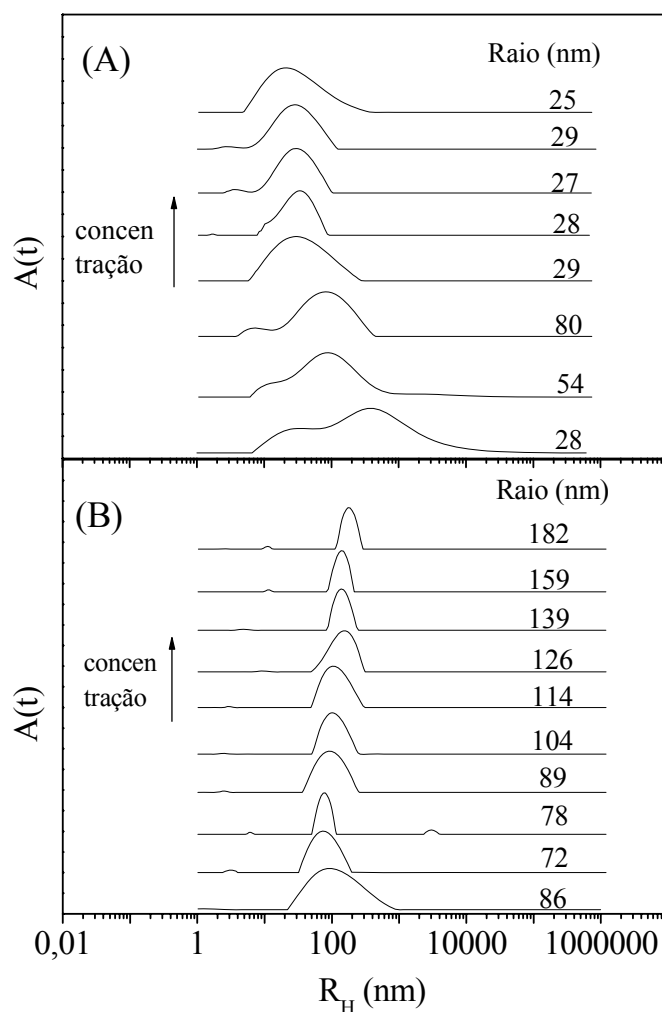 (A)
Raio (nm)
25
29
27
28
29
80
54
28
concen
tração
A(t)
(B)
Raio (nm)
182
159
139
126
114
104
89
78
72
86
concen
tração
A(t)
0,01 1 100 10000 1000000
R_H (nm)